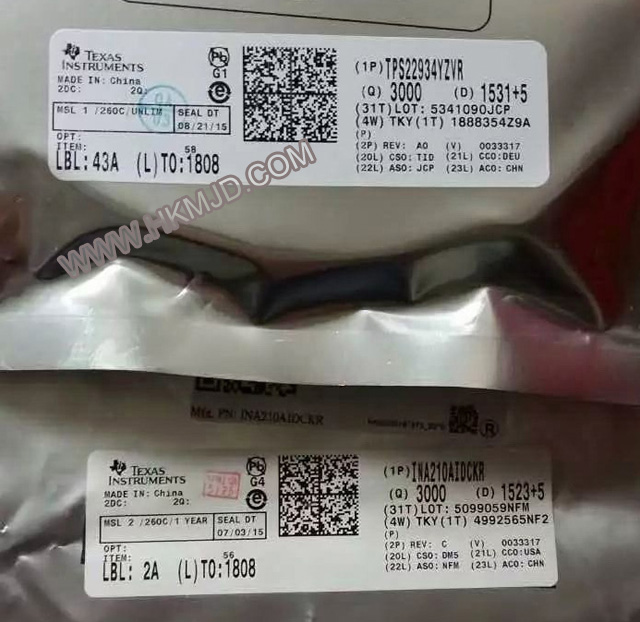 TEXAS
INSTRUMENTS
MADE IN: China
2DC: 2Q:
Pb
G1
e
MSL 1 /260C/UNLIM
SEAL DT
08/21/15
OPT:
ITEM:
58
LBL: 43A (L)TO:1808
(1P)TPS22934YZVR
(Q) 3000 (D) 1531+5
(31T)LOT: 5341090JCP
(4W) TKY(1T) 1888354Z9A
(P)
(2P) REV: A0 (V) 0033317
(20L) CSO: TID (21L) CCO:DEU
(22L) ASO: JCP (23L) ACO: CHN
WWW.HKMJD.COM
Mfg. PN: INA210AIDCKR
®
TEXAS
INSTRUMENTS
MADE IN: China
2DC: 2Q:
Pb
G4
e
MSL 2 /260C/1 YEAR
SEAL DT
07/03/15
OPT:
ITEM:
56
LBL: 2A (L)TO:1808
(1P)INA210AIDCKR
(Q) 3000 (D) 1523+5
(31T)LOT: 5099059NFM
(4W) TKY(1T) 4992565NF2
(P)
(2P) REV: C (V) 0033317
(20L) CSO: DM5 (21L) CCO:USA
(22L) ASO: NFM (23L) ACO: CHN